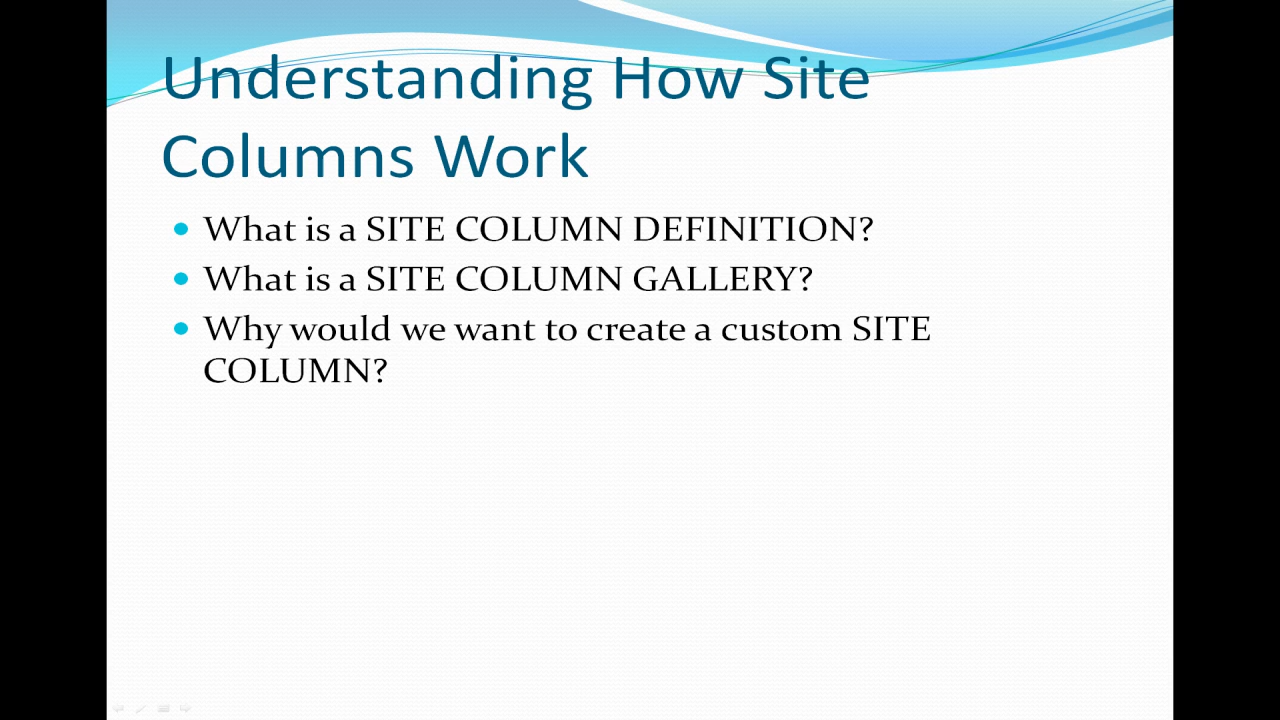 Understanding How Site
Columns Work
• What is a SITE COLUMN DEFINITION?
• What is a SITE COLUMN GALLERY?
• Why would we want to create a custom SITE
COLUMN?